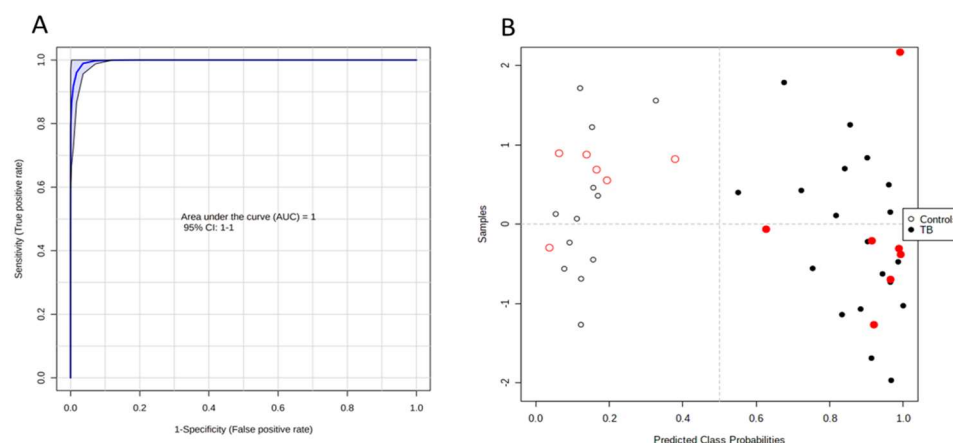 A
1.0
0.8
0.6
0.4
0.2
0.0
Sensitivity (True positive rate)
Area under the curve (AUC) = 1
95% CI: 1-1
0.0 0.2 0.4 0.6 0.8 1.0
1-Specificity (False positive rate)
B
2
1
0
-1
-2
Samples
Controls
TB
0.0 0.2 0.4 0.6 0.8 1.0
Predicted Class Probabilities